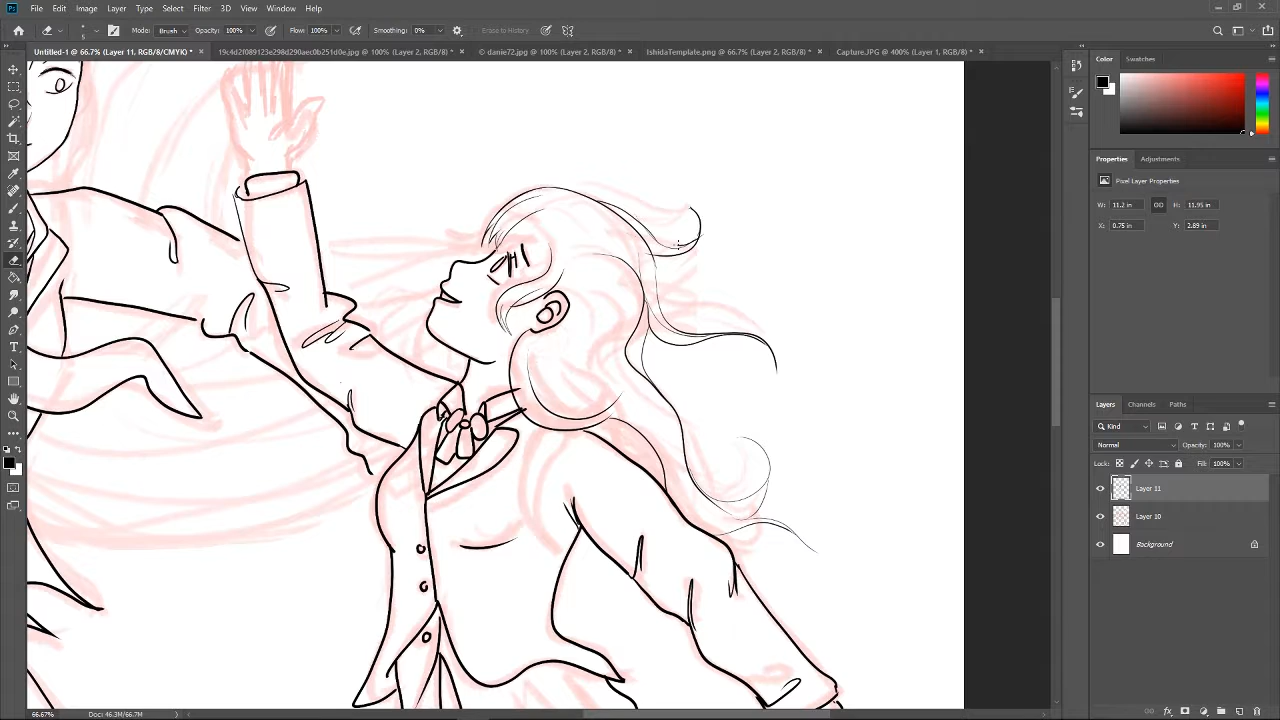 File Edit Image Layer Type Select Filter 3D View Window Help
5 Mode: Brush Opacity: 100% Flow: 100% Smoothing: 0% Erase to History
Untitled-1 @ 66.7% (Layer 11, RGB/8/CMYK) * × 19c4d2f089123e298d290aec0b251d0e.jpg @ 100% (Layer 2, RGB/8) * × © danie72.jpg @ 100% (Layer 2, RGB/8*) × IshidaTemplate.png @ 66.7% (Layer 2, RGB/8) * × Capture.JPG @ 400% (Layer 1, RGB/8) * ×
Color Swatches
Properties Adjustments
Pixel Layer Properties
W: 11.2 in H: 11.95 in
X: 0.75 in Y: 2.89 in
Layers Channels Paths
Kind
Normal Opacity: 100%
Lock: Fill: 100%
Layer 11
Layer 10
Background
66.67% Doc: 46.3M/66.7M